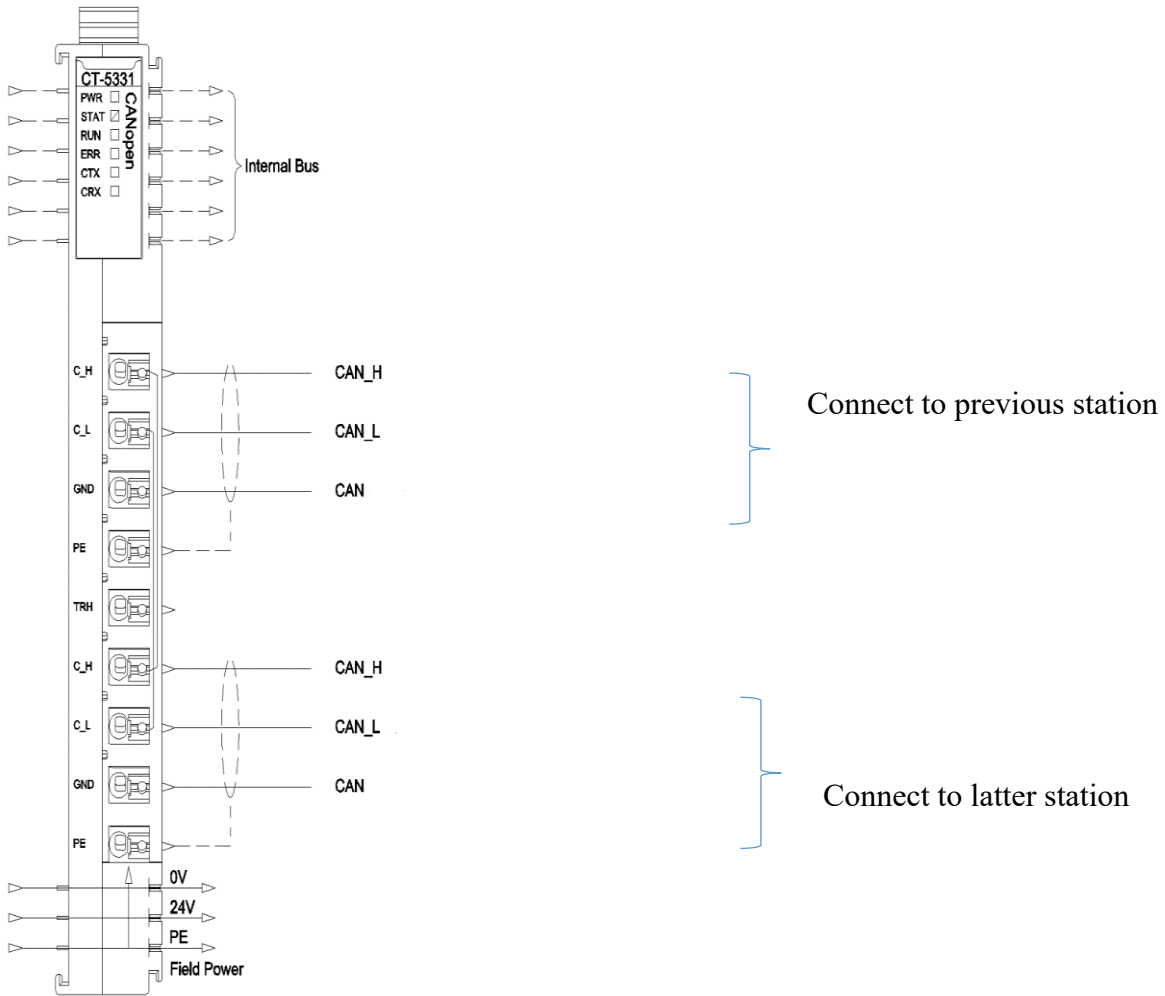 CT-5331
PWR
STAT
RUN
ERR
CTX
CRX
CANopen
Internal Bus
C_H CAN_H
C_L CAN_L
GND CAN
PE
Connect to previous station
TRH
C_H CAN_H
C_L CAN_L
GND CAN
PE
Connect to latter station
0V
24V
PE
Field Power